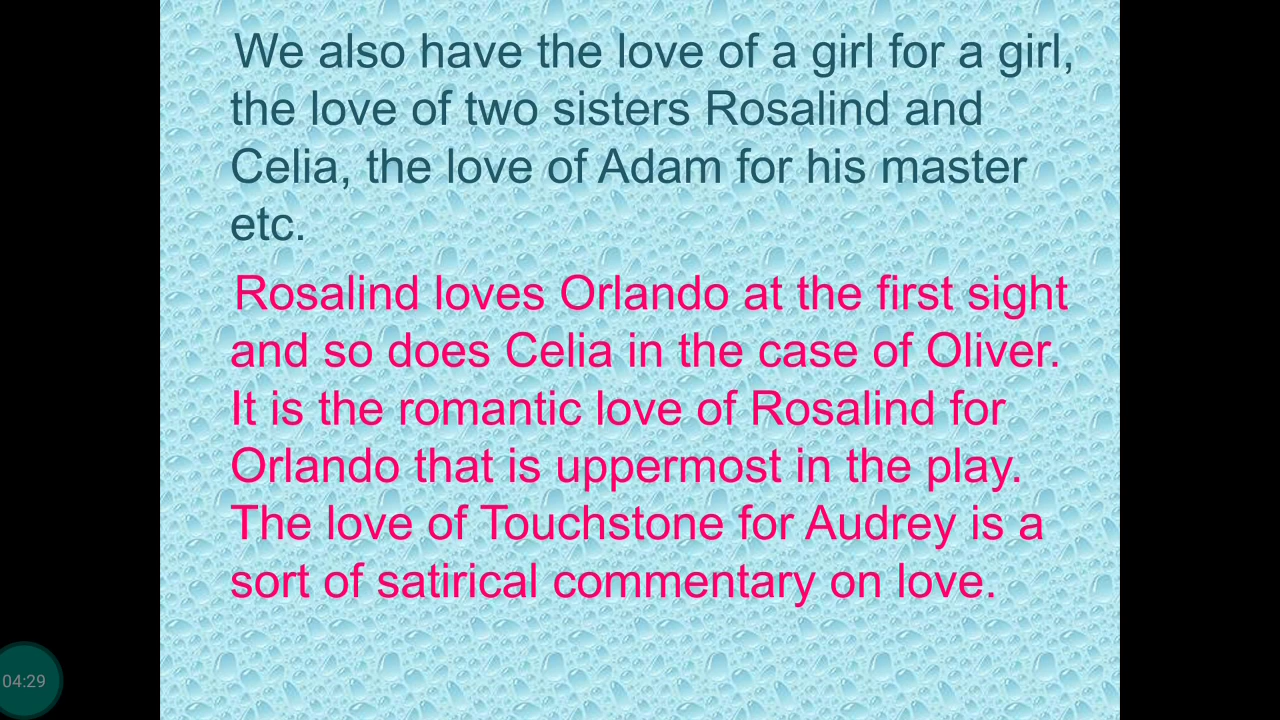 We also have the love of a girl for a girl,
the love of two sisters Rosalind and
Celia, the love of Adam for his master
etc.
Rosalind loves Orlando at the first sight
and so does Celia in the case of Oliver.
It is the romantic love of Rosalind for
Orlando that is uppermost in the play.
The love of Touchstone for Audrey is a
sort of satirical commentary on love.
04:29